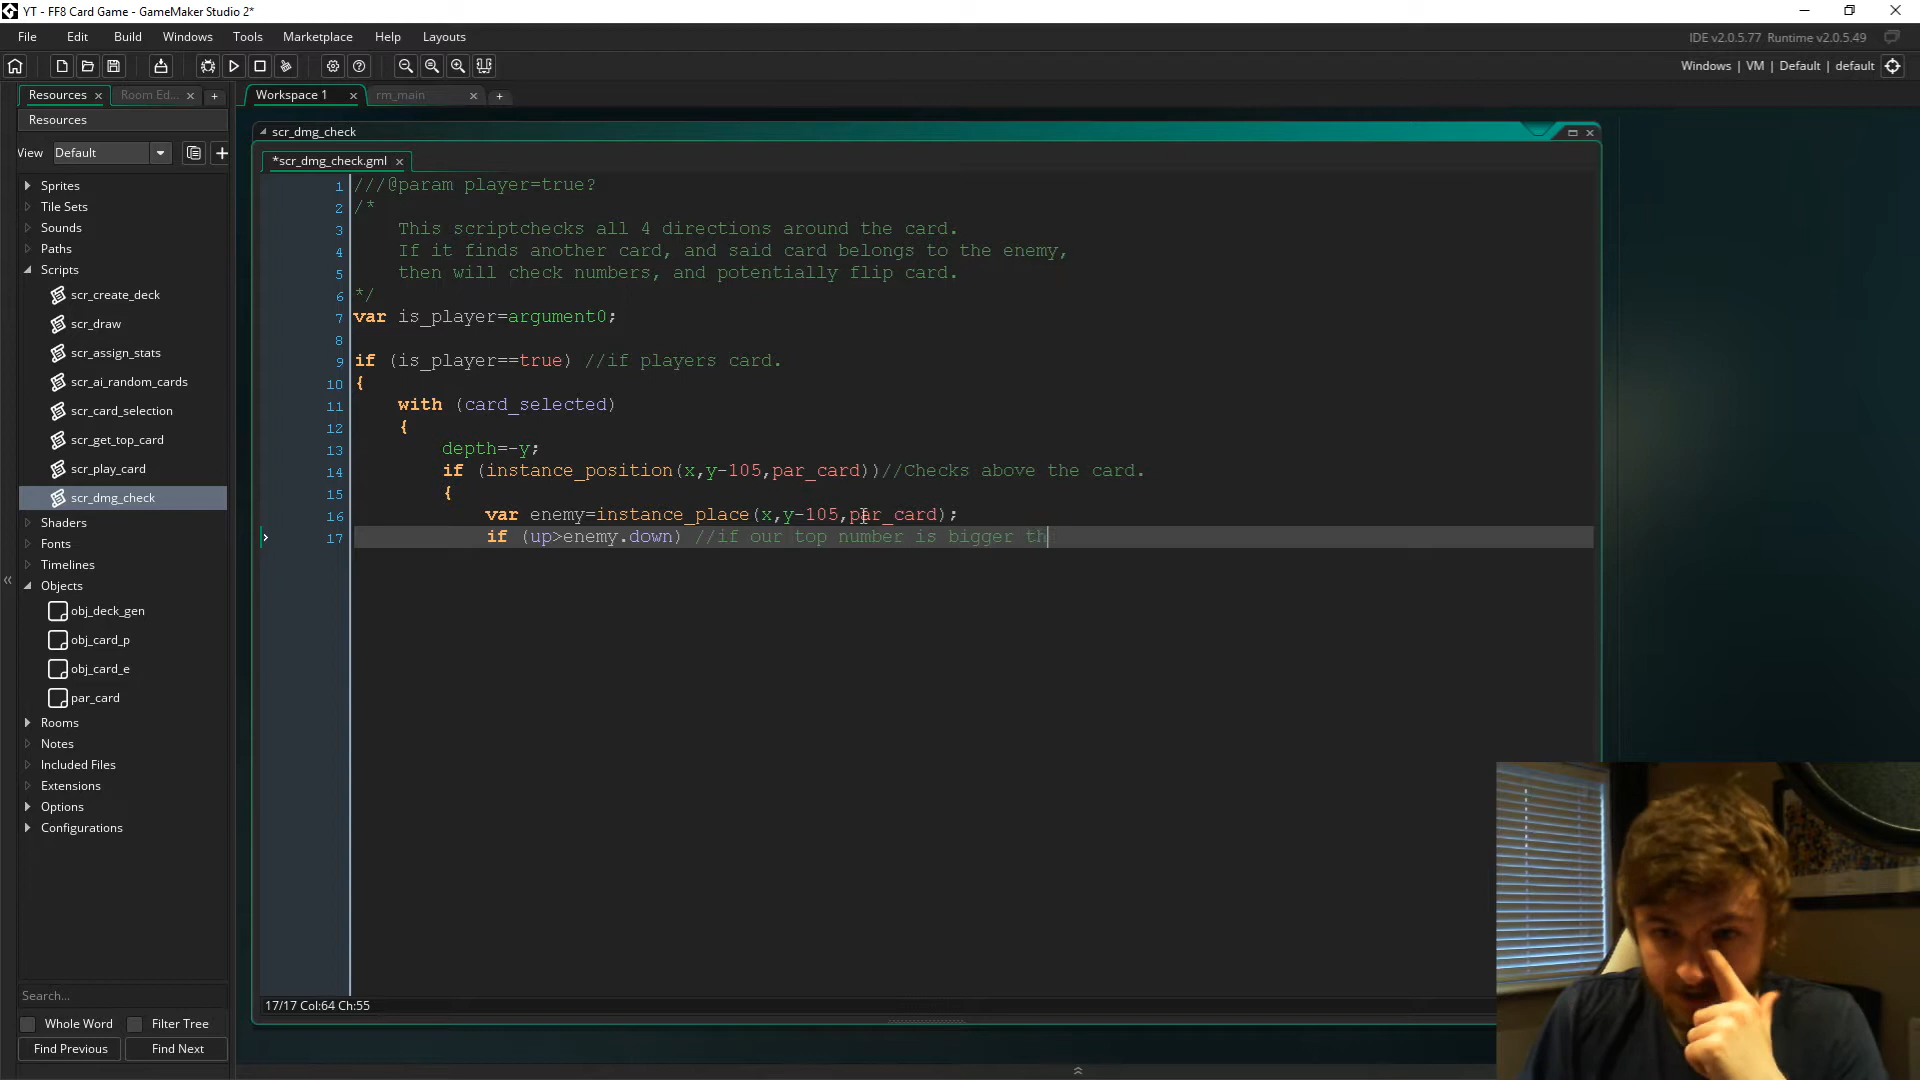 YT - FF8 Card Game - GameMaker Studio 2*
File Edit Build Windows Tools Marketplace Help Layouts
IDE v2.0.5.77 Runtime v2.0.5.49
Windows | VM | Default | default
Resources Room Ed...
Workspace 1 rm_main
Resources
scr_dmg_check
View Default
*scr_dmg_check.gml
Sprites
Tile Sets
Sounds
Paths
Scripts
scr_create_deck
scr_draw
scr_assign_stats
scr_ai_random_cards
scr_card_selection
scr_get_top_card
scr_play_card
scr_dmg_check
Shaders
Fonts
Timelines
Objects
obj_deck_gen
obj_card_p
obj_card_e
par_card
Rooms
Notes
Included Files
Extensions
Options
Configurations
Search...
Whole Word Filter Tree
Find Previous Find Next
1 ///@param player=true?
2 /*
3 This scriptchecks all 4 directions around the card.
4 If it finds another card, and said card belongs to the enemy,
5 then will check numbers, and potentially flip card.
6 */
7 var is_player=argument0;
8
9 if (is_player==true) //if players card.
10 {
11 with (card_selected)
12 {
13 depth=-y;
14 if (instance_position(x,y-105,par_card))//Checks above the card.
15 {
16 var enemy=instance_place(x,y-105,par_card);
17 if (up>enemy.down) //if our top number is bigger th
17/17 Col:64 Ch:55